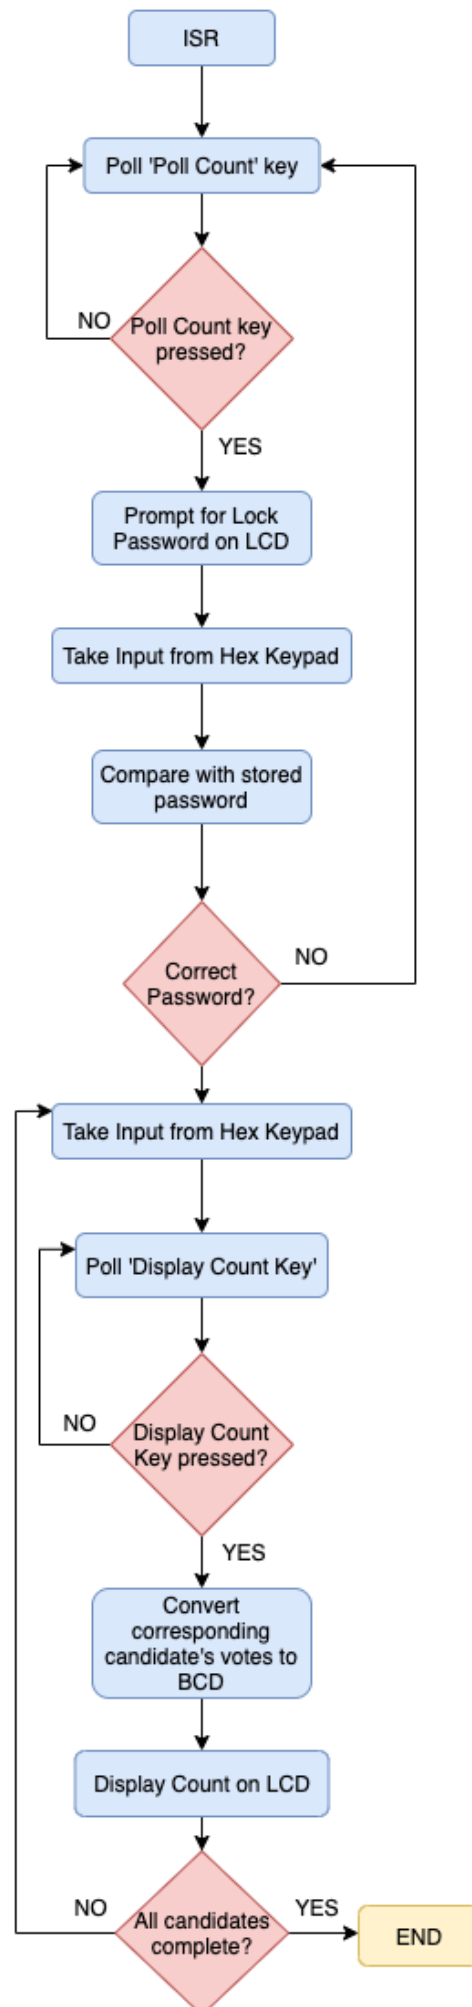 ISR
Poll 'Poll Count' key
NO
Poll Count key
pressed?
YES
Prompt for Lock
Password on LCD
Take Input from Hex Keypad
Compare with stored
password
NO
Correct
Password?
Take Input from Hex Keypad
Poll 'Display Count Key'
NO
Display Count
Key pressed?
YES
Convert
corresponding
candidate's votes to
BCD
Display Count on LCD
NO
YES
All candidates
complete?
END